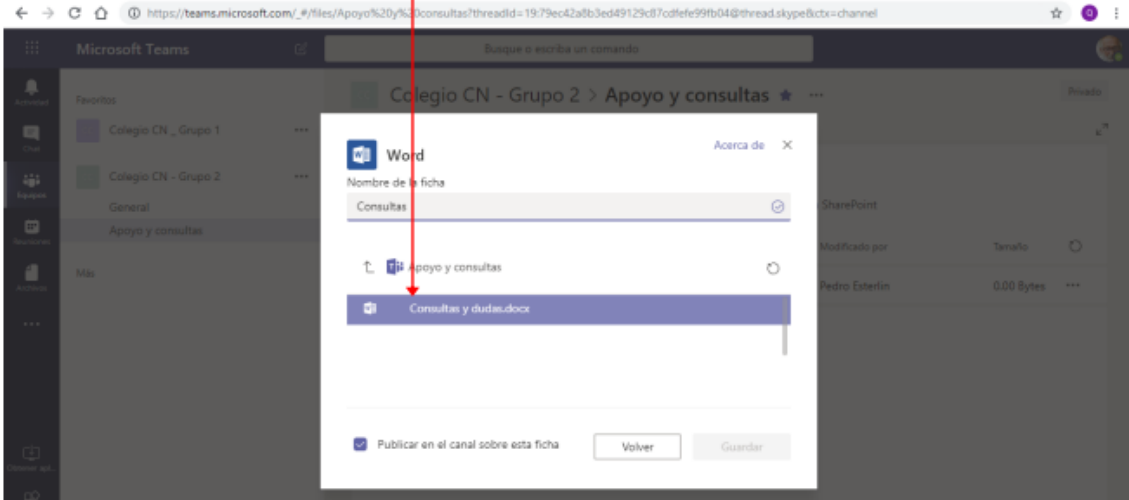 https://teams.microsoft.com/_#/files/Apoyo%20y%20consultas?threadId=19:79ec42a8b3ed49129c87cdfefe99fb04@thread.skype&ctx=channel
Microsoft Teams
Busque o escriba un comando
Actividad
Favoritos
Colegio CN - Grupo 2 > Apoyo y consultas
Privado
Chat
Colegio CN _ Grupo 1
Word
Acerca de
Equipos
Colegio CN - Grupo 2
Nombre de la ficha
General
Consultas
SharePoint
Reuniones
Apoyo y consultas
Modificado por
Tamaño
Archivos
Más
Apoyo y consultas
Pedro Esterlin
0.00 Bytes
Consultas y dudas.docx
Publicar en el canal sobre esta ficha
Volver
Guardar